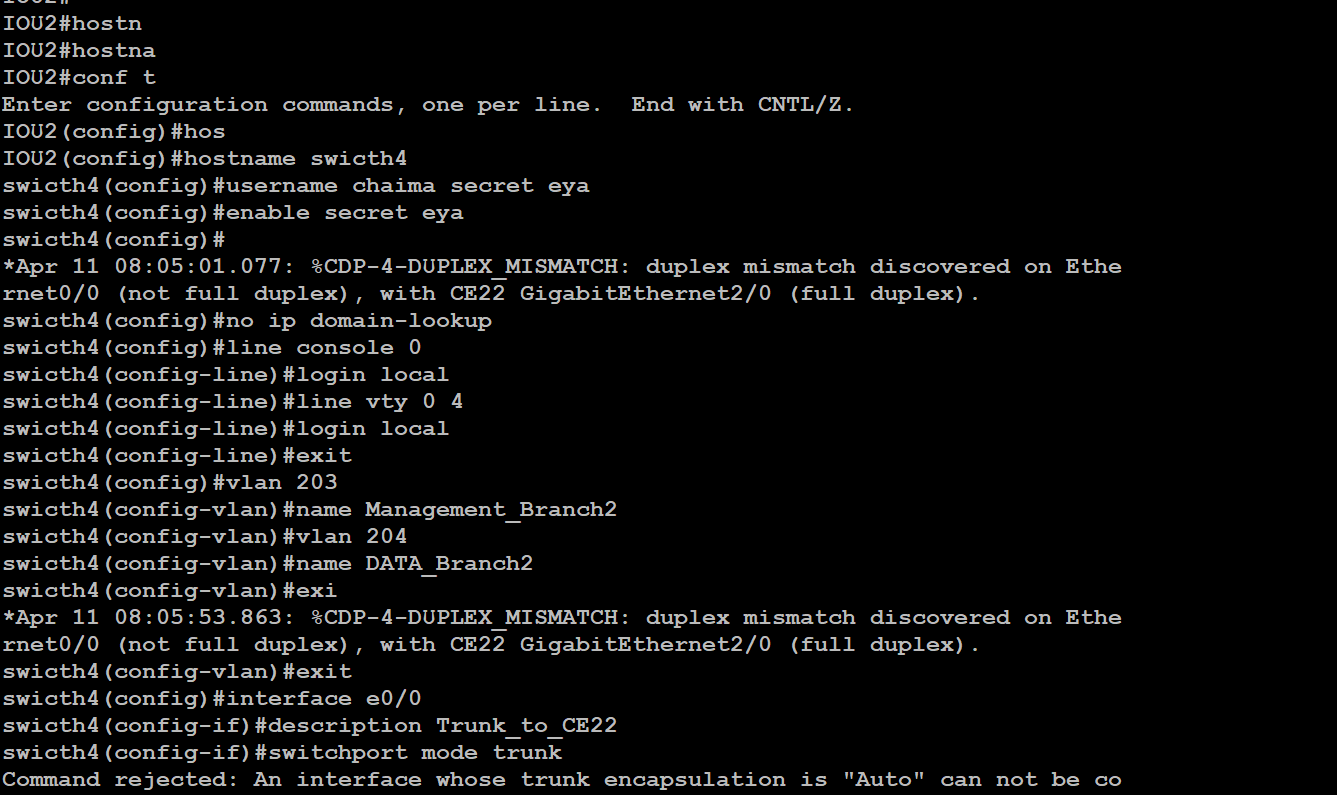 IOU2#
IOU2#hostn
IOU2#hostna
IOU2#conf t
Enter configuration commands, one per line.  End with CNTL/Z.
IOU2(config)#hos
IOU2(config)#hostname swicth4
swicth4(config)#username chaima secret eya
swicth4(config)#enable secret eya
swicth4(config)#
*Apr 11 08:05:01.077: %CDP-4-DUPLEX_MISMATCH: duplex mismatch discovered on Ethe
rnet0/0 (not full duplex), with CE22 GigabitEthernet2/0 (full duplex).
swicth4(config)#no ip domain-lookup
swicth4(config)#line console 0
swicth4(config-line)#login local
swicth4(config-line)#line vty 0 4
swicth4(config-line)#login local
swicth4(config-line)#exit
swicth4(config)#vlan 203
swicth4(config-vlan)#name Management_Branch2
swicth4(config-vlan)#vlan 204
swicth4(config-vlan)#name DATA_Branch2
swicth4(config-vlan)#exi
*Apr 11 08:05:53.863: %CDP-4-DUPLEX_MISMATCH: duplex mismatch discovered on Ethe
rnet0/0 (not full duplex), with CE22 GigabitEthernet2/0 (full duplex).
swicth4(config-vlan)#exit
swicth4(config)#interface e0/0
swicth4(config-if)#description Trunk_to_CE22
swicth4(config-if)#switchport mode trunk
Command rejected: An interface whose trunk encapsulation is "Auto" can not be co